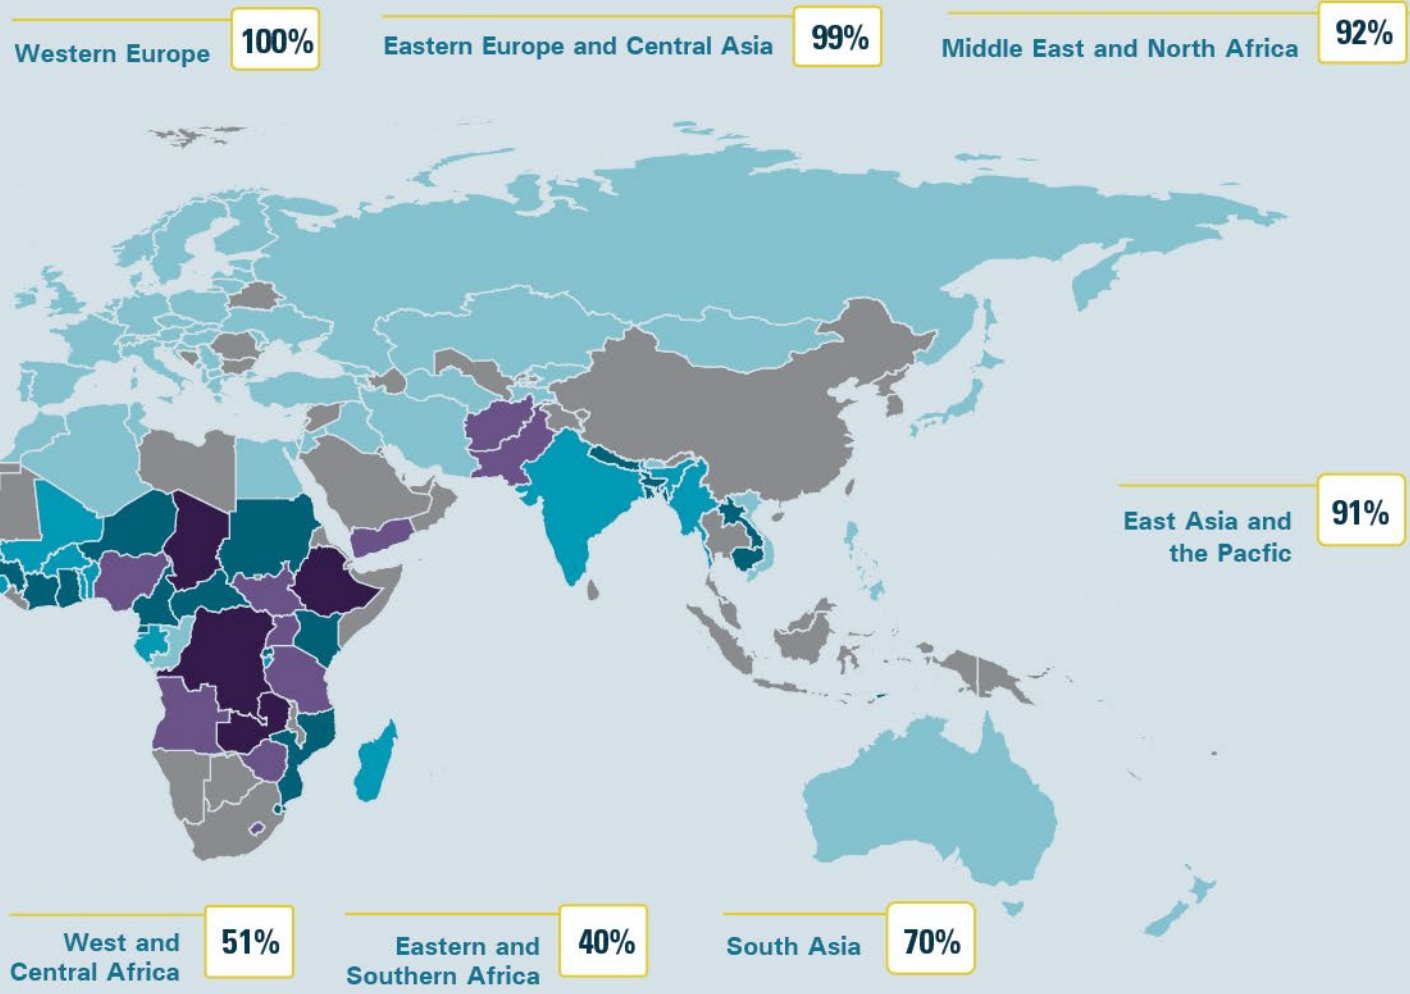 Western Europe
100%
Eastern Europe and Central Asia
99%
Middle East and North Africa
92%
East Asia and
the Pacfic
91%
West and
Central Africa
51%
Eastern and
Southern Africa
40%
South Asia
70%